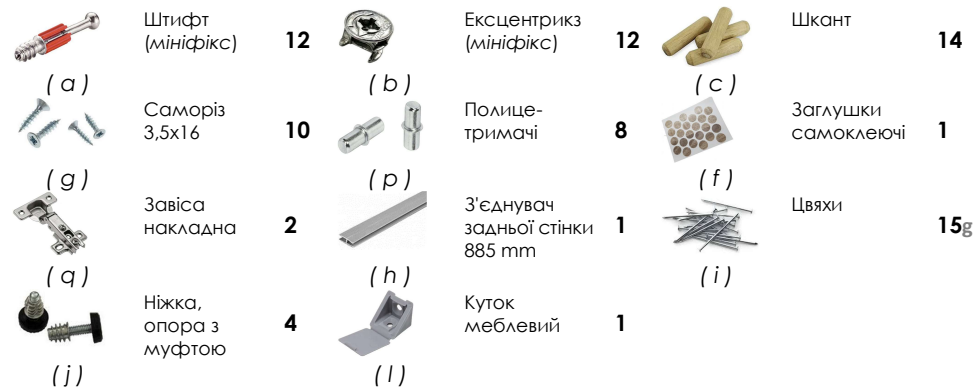 Штифт
(мініфікс)
12
( a )
Ексцентрикз
(мініфікс)
12
( b )
Шкант
14
( c )
Саморіз
3,5x16
10
( g )
Полице-
тримачі
8
( p )
Заглушки
самоклеючі
1
( f )
Завіса
накладна
2
( q )
З'єднувач
задньої стінки
885 mm
1
( h )
Цвяхи
15g
( i )
Ніжка,
опора з
муфтою
4
( j )
Куток
меблевий
1
( l )